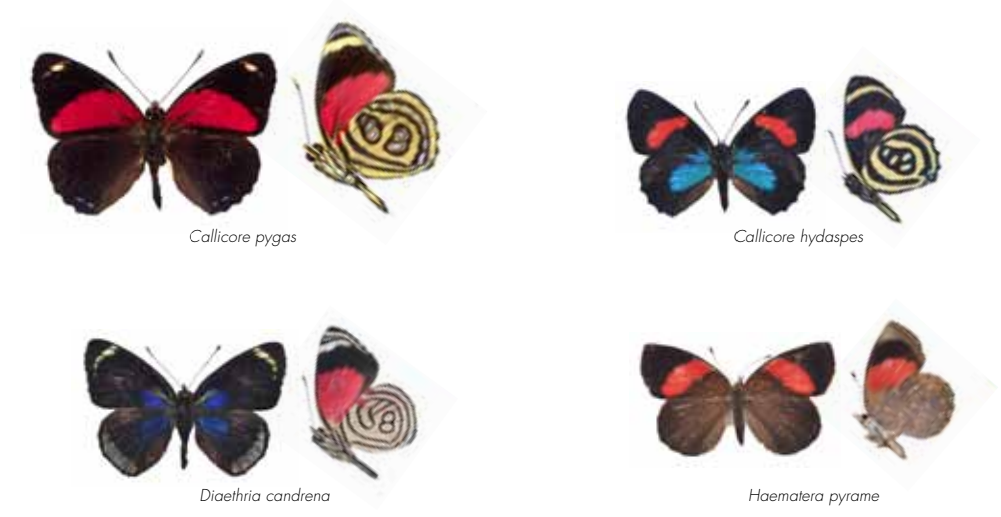 Callicore pygas
Callicore hydaspes
Diaethria candrena
Haematera pyrame